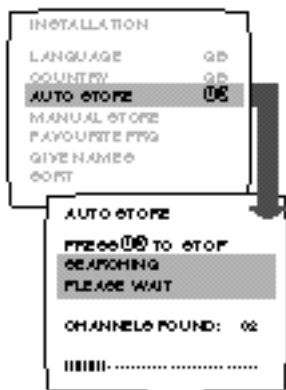 INSTALLATION
LANGUAGE GB
COUNTRY GB
AUTO STORE
MANUAL STORE
FAVOURITE PRG
GIVE NAMES
SORT
AUTO STORE
PRESS TO STOP
SEARCHING
PLEASE WAIT
CHANNELS FOUND: 02